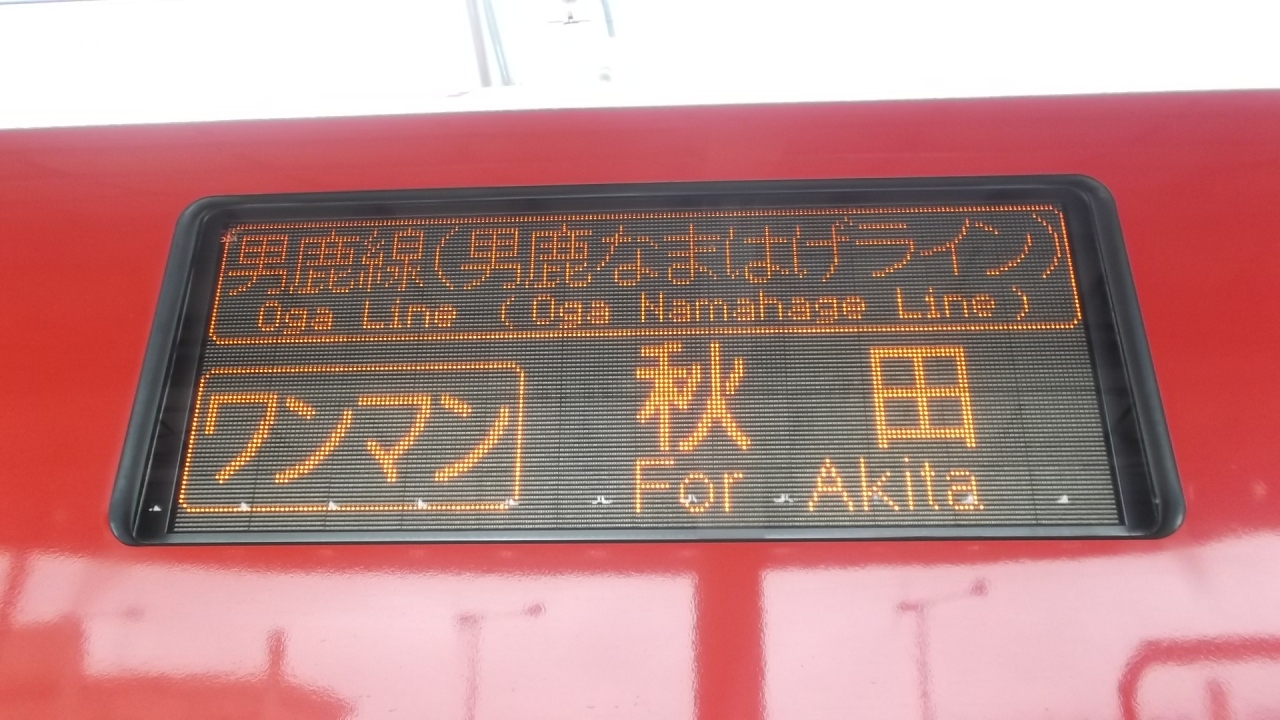 男鹿線(男鹿なまはげライン)
Oga Line (Oga Namahage Line)
ワンマン
秋田
For Akita